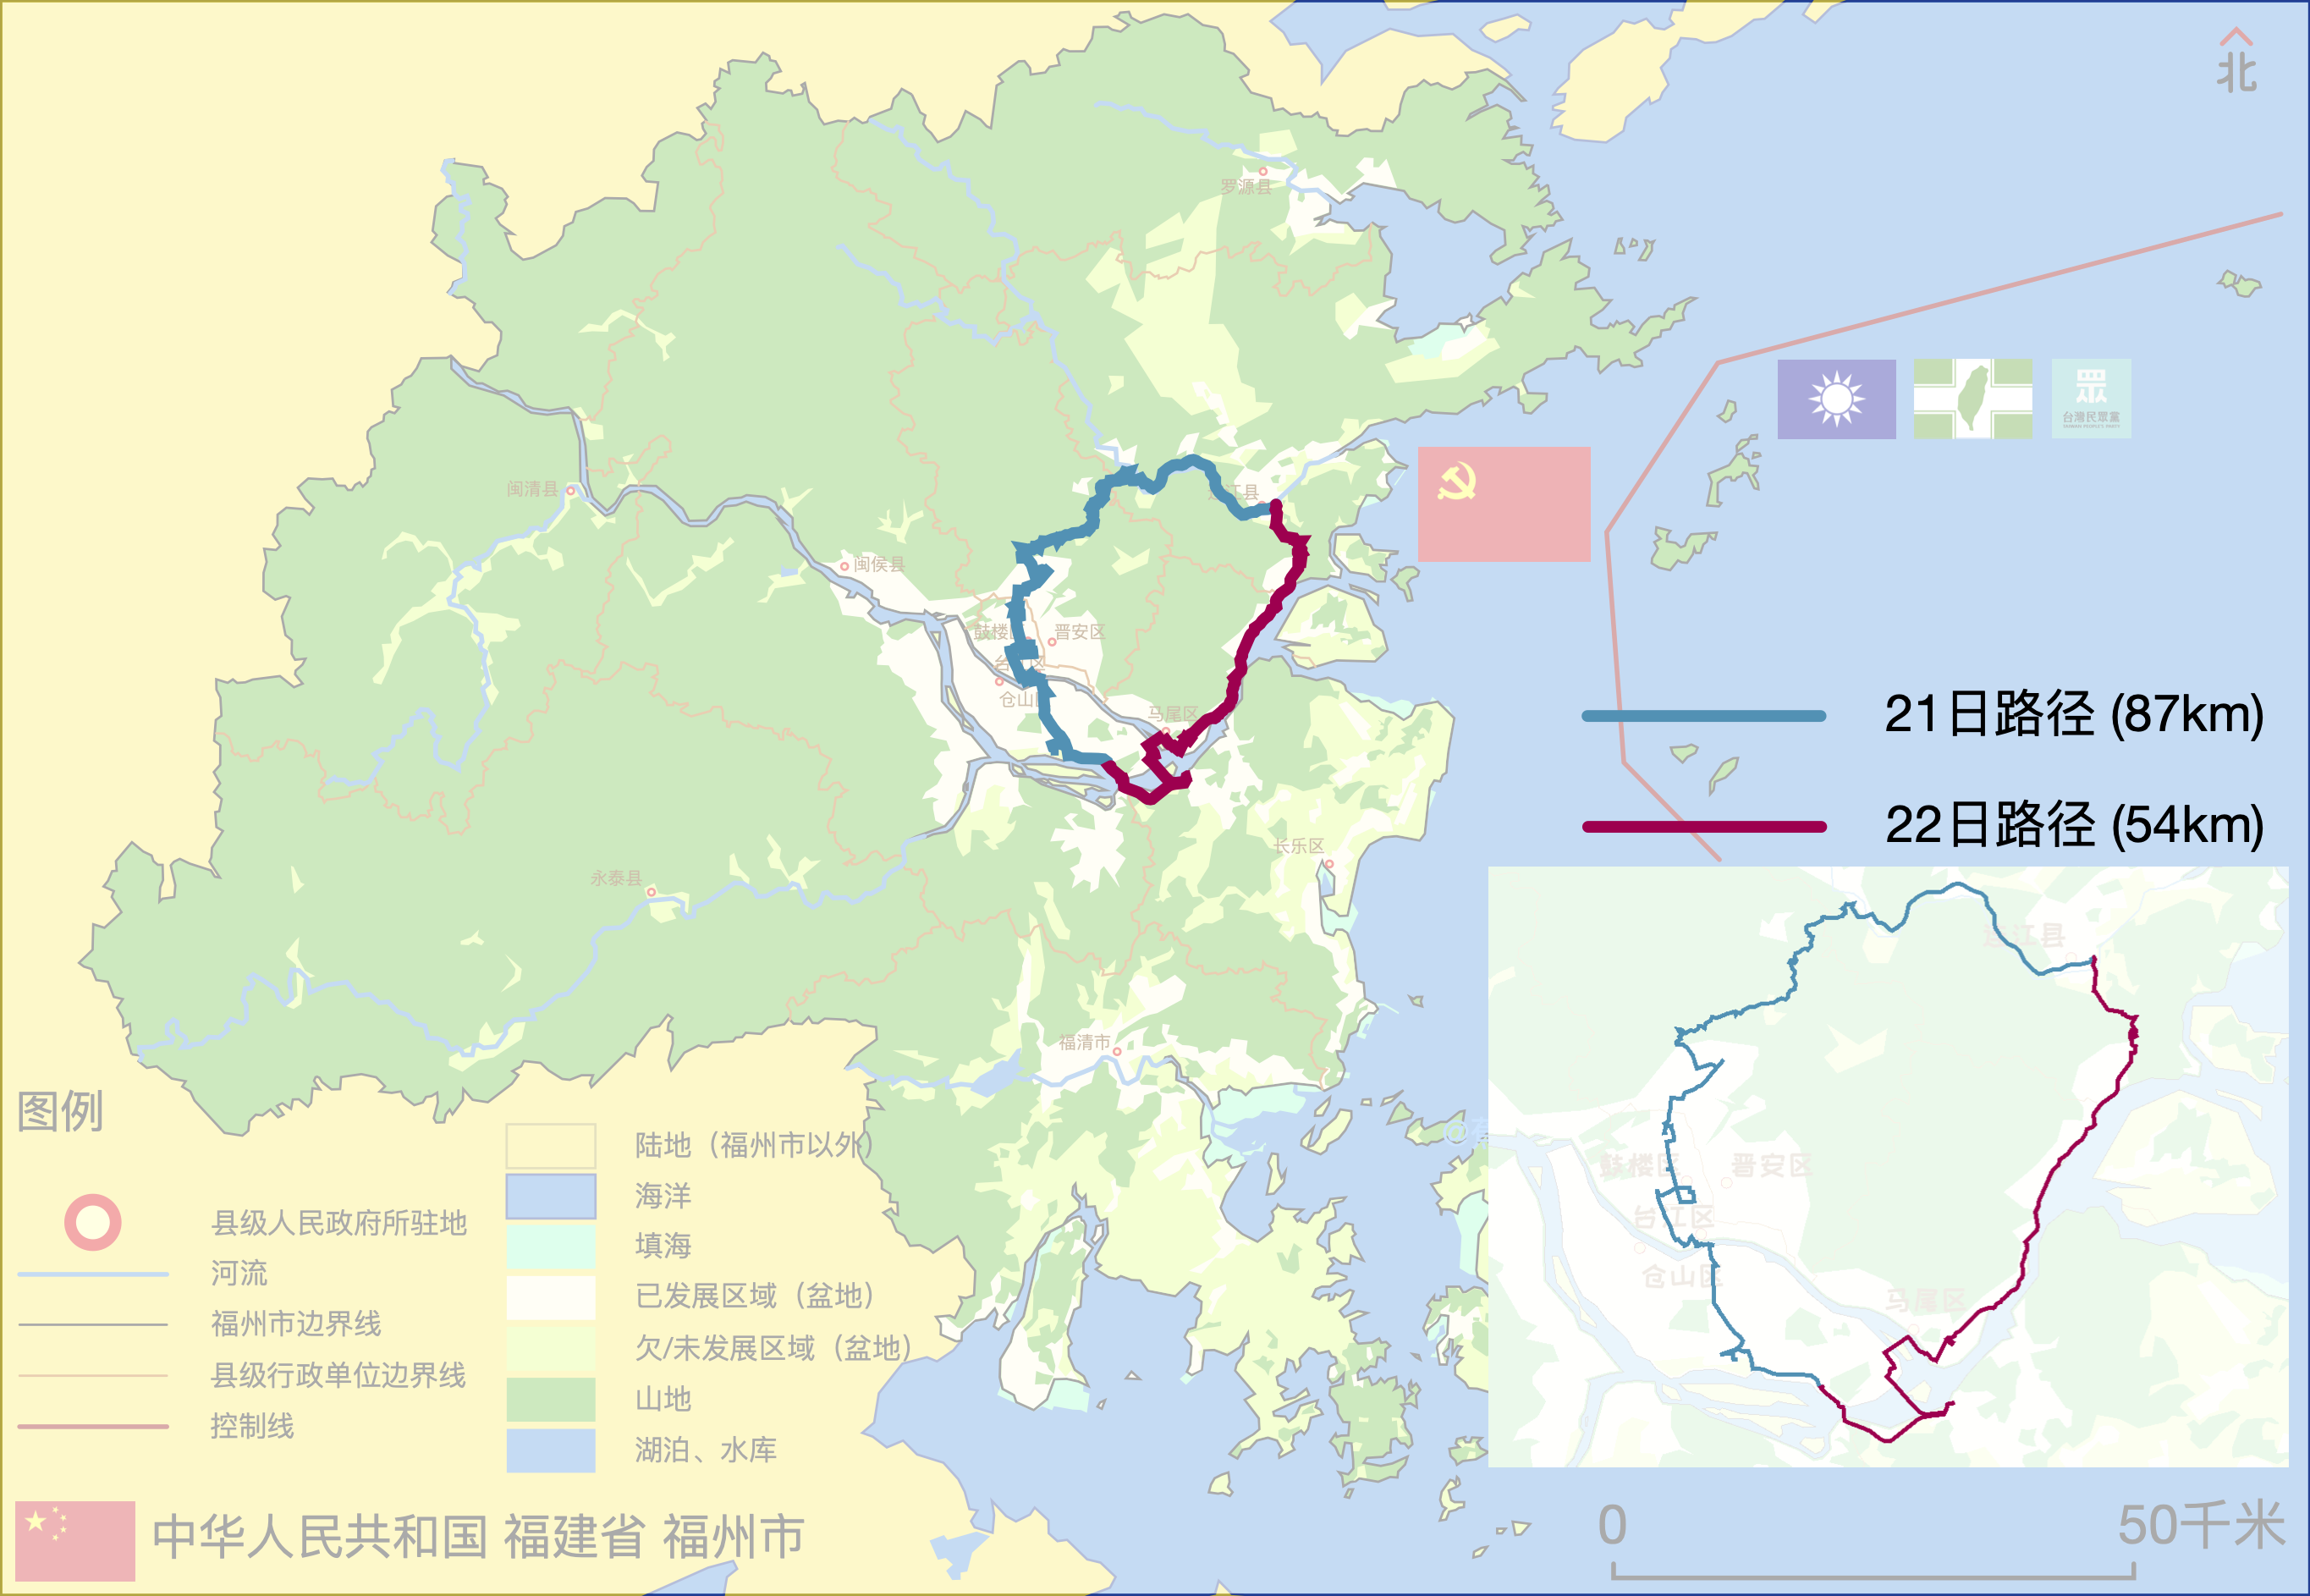 北
罗源县
台灣民眾黨
TAIWAN PEOPLE'S PARTY
闽清县
江县
闽侯县
鼓楼
晋安区
台
区
仓山
马尾区
21日路径 (87km)
22日路径 (54km)
长乐区
永泰县
连江县
福清市
图例
陆地（福州市以外）
海洋
填海
已发展区域（盆地）
欠/未发展区域（盆地）
山地
湖泊、水库
县级人民政府所驻地
河流
福州市边界线
县级行政单位边界线
控制线
鼓楼区
晋安区
台江区
仓山区
马尾区
中华人民共和国 福建省 福州市
0
50千米